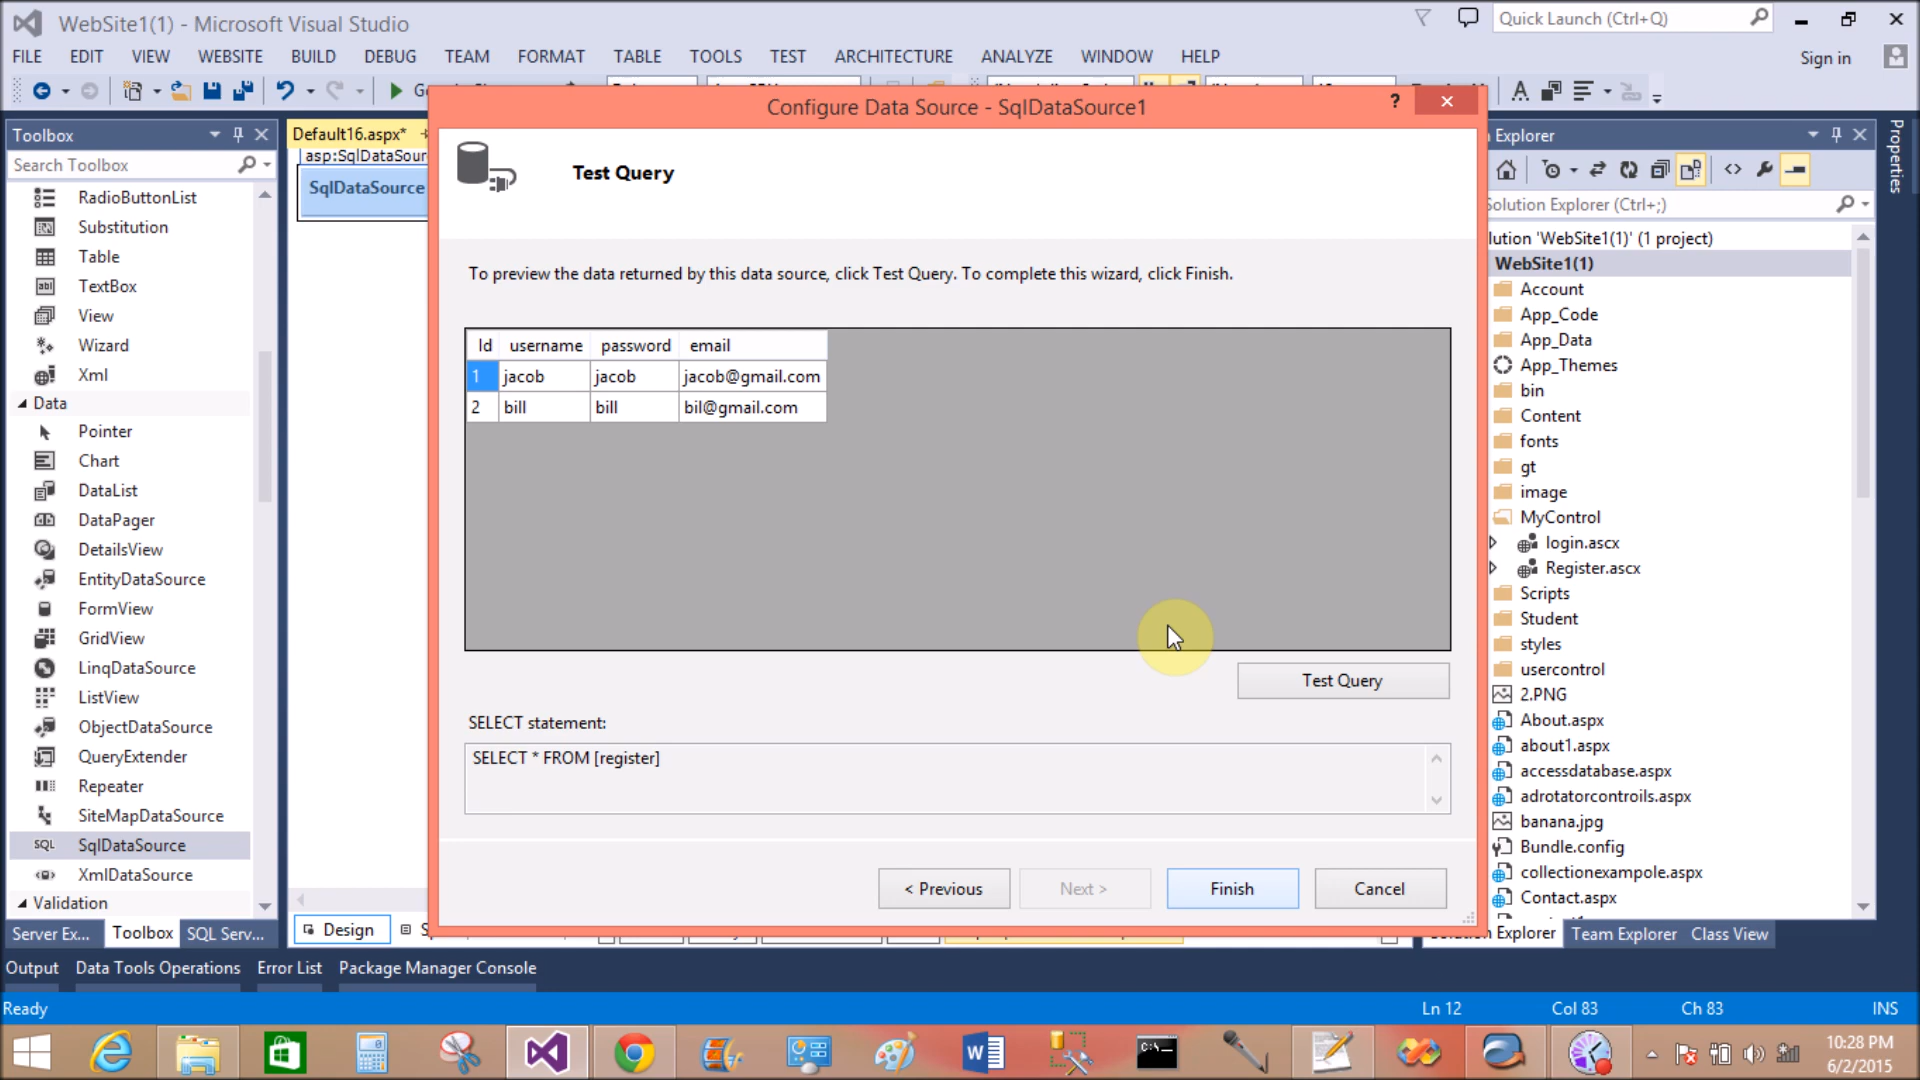 WebSite1(1) - Microsoft Visual Studio
Quick Launch (Ctrl+Q)
FILE EDIT VIEW WEBSITE BUILD DEBUG TEAM FORMAT TABLE TOOLS TEST ARCHITECTURE ANALYZE WINDOW HELP
Sign in
Toolbox
Search Toolbox
RadioButtonList
Substitution
Table
TextBox
View
Wizard
Xml
Data
Pointer
Chart
DataList
DataPager
DetailsView
EntityDataSource
FormView
GridView
LinqDataSource
ListView
ObjectDataSource
QueryExtender
Repeater
SiteMapDataSource
SQL SqlDataSource
XmlDataSource
Validation
Server Ex... Toolbox SQL Serv...
Default16.aspx*
asp:SqlDataSour
SqlDataSource
Design
Configure Data Source - SqlDataSource1
?
Test Query
To preview the data returned by this data source, click Test Query. To complete this wizard, click Finish.
Id username password email
1 jacob jacob jacob@gmail.com
2 bill bill bil@gmail.com
Test Query
SELECT statement:
SELECT * FROM [register]
< Previous Next > Finish Cancel
Explorer
Solution Explorer (Ctrl+;)
lution 'WebSite1(1)' (1 project)
WebSite1(1)
Account
App_Code
App_Data
App_Themes
bin
Content
fonts
gt
image
MyControl
login.ascx
Register.ascx
Scripts
Student
styles
usercontrol
2.PNG
About.aspx
about1.aspx
accessdatabase.aspx
adrotatorcontroils.aspx
banana.jpg
Bundle.config
collectionexampole.aspx
Contact.aspx
Explorer Team Explorer Class View
Properties
Output Data Tools Operations Error List Package Manager Console
Ready
Ln 12 Col 83 Ch 83 INS
10:28 PM
6/2/2015